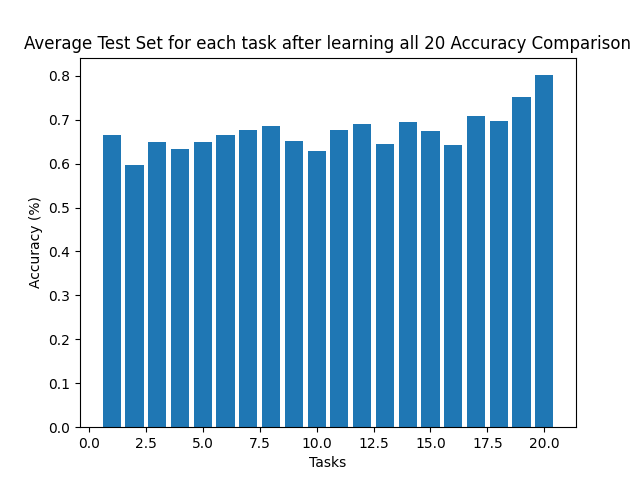 Average Test Set for each task after learning all 20 Accuracy Comparison
0.8
0.7
0.6
0.5
0.4
0.3
0.2
0.1
0.0
Accuracy (%)
0.0 2.5 5.0 7.5 10.0 12.5 15.0 17.5 20.0
Tasks